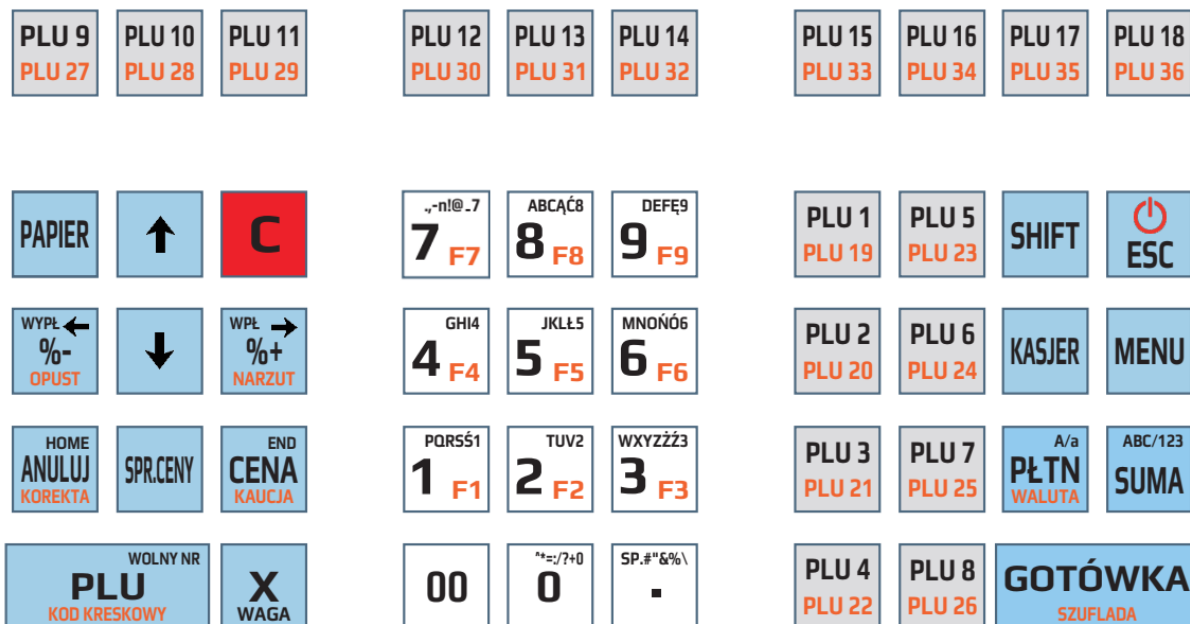 PLU 9 PLU 10 PLU 11 PLU 12 PLU 13 PLU 14 PLU 15 PLU 16 PLU 17 PLU 18
PLU 27 PLU 28 PLU 29 PLU 30 PLU 31 PLU 32 PLU 33 PLU 34 PLU 35 PLU 36
PAPIER
C
.,-n!@_7
7 F7
ABCĄĆ8
8 F8
DEFĘ9
9 F9
PLU 1
PLU 19
PLU 5
PLU 23
SHIFT
ESC
WYPŁ
%-
OPUST
WPŁ
%+
NARZUT
GHI4
4 F4
JKLŁ5
5 F5
MNOŃÓ6
6 F6
PLU 2
PLU 20
PLU 6
PLU 24
KASJER
MENU
HOME
ANULUJ
KOREKTA
SPR.CENY
END
CENA
KAUCJA
PQRSŚ1
1 F1
TUV2
2 F2
WXYZŻŹ3
3 F3
PLU 3
PLU 21
PLU 7
PLU 25
A/a
PŁTN
WALUTA
ABC/123
SUMA
WOLNY NR
PLU
KOD KRESKOWY
X
WAGA
00
^*=:/?+0
0
SP.#"&%\
.
PLU 4
PLU 22
PLU 8
PLU 26
GOTÓWKA
SZUFLADA